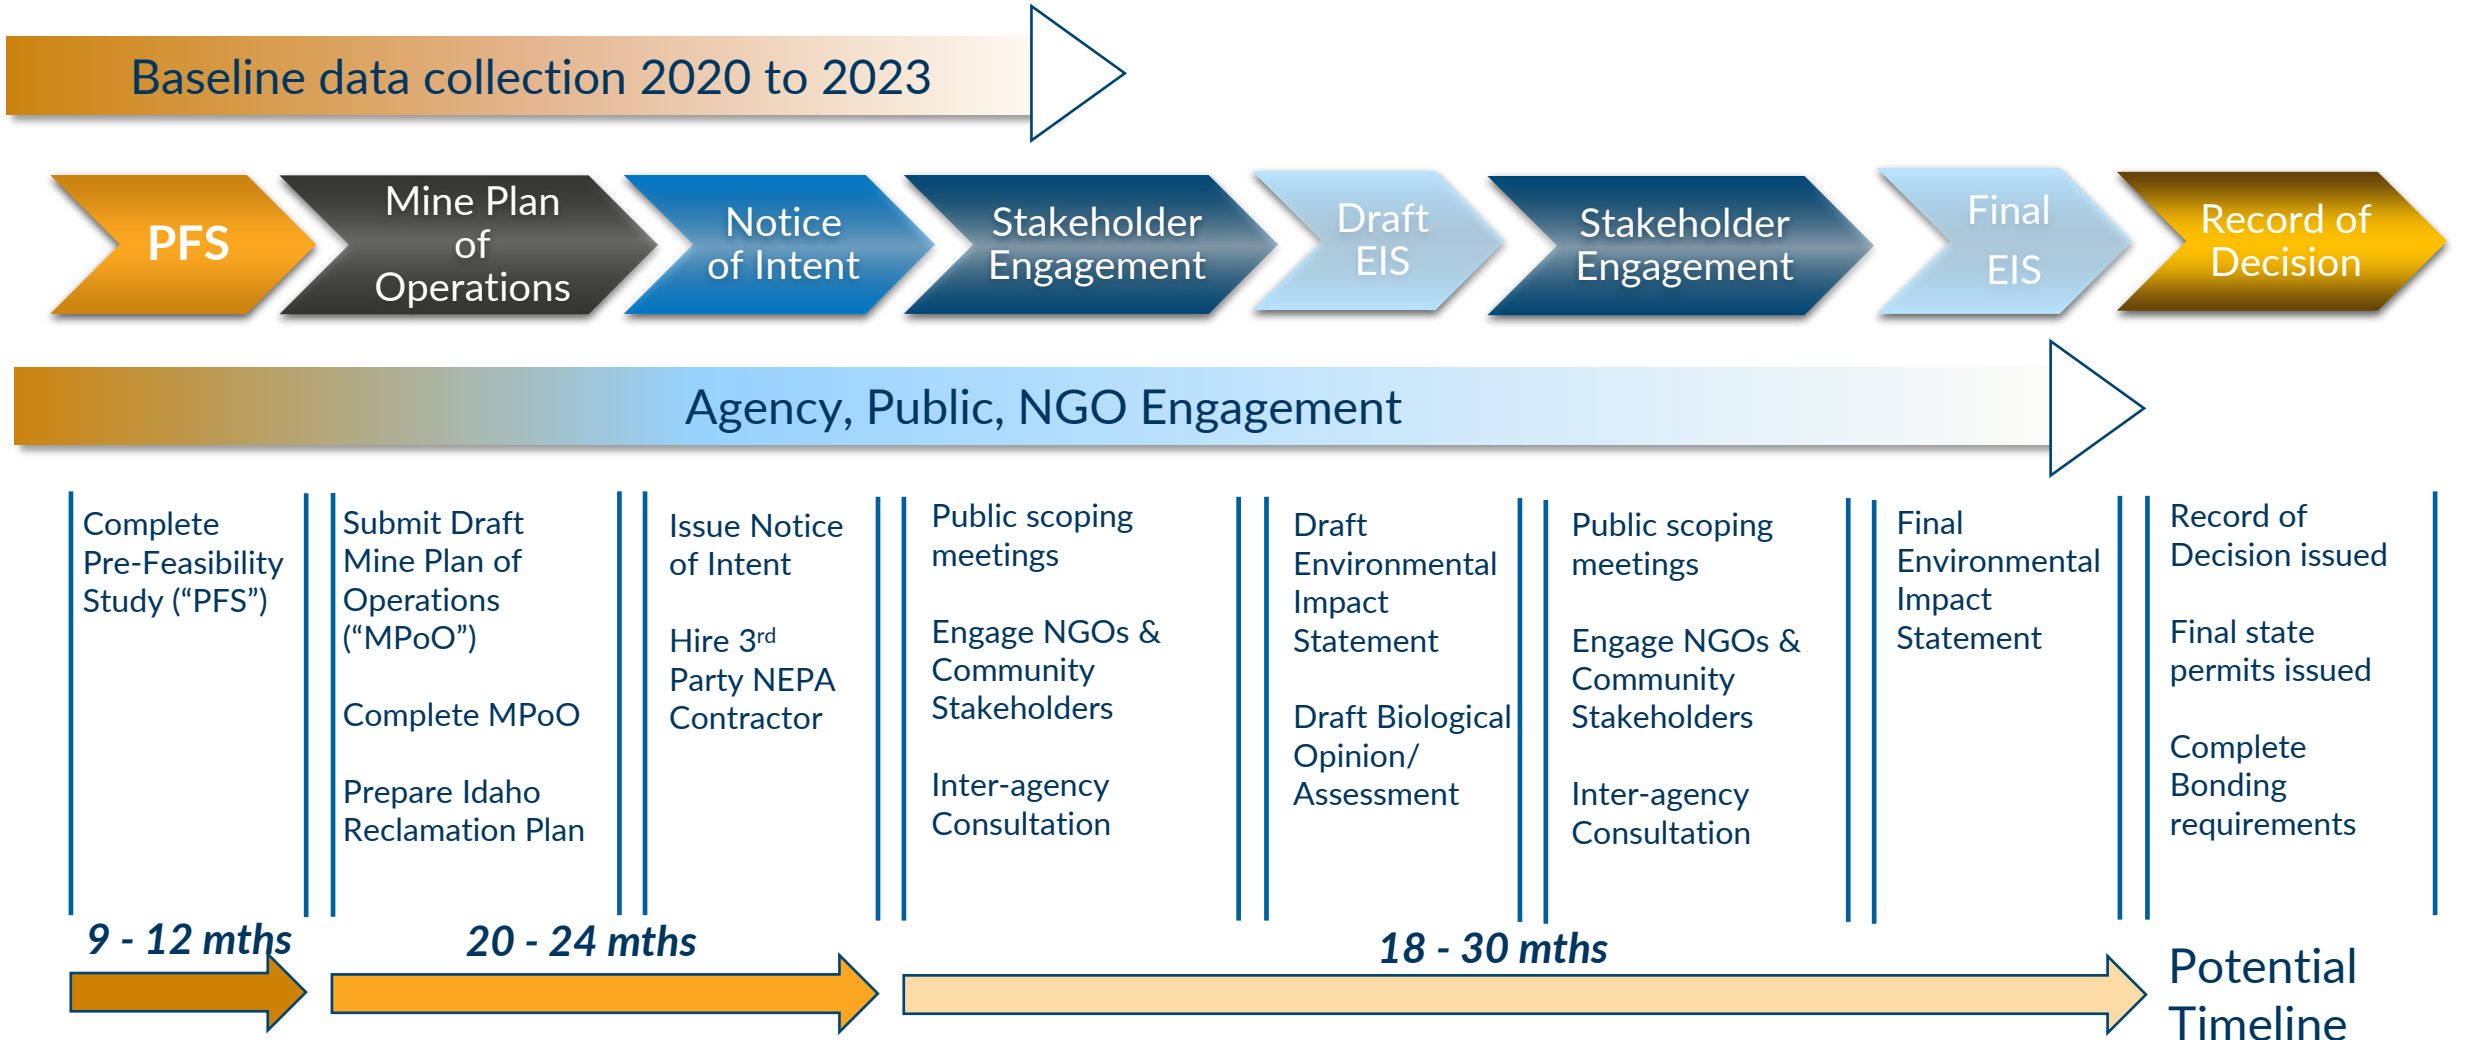 Baseline data collection 2020 to 2023
PFS
Mine Plan
of
Operations
Notice
of Intent
Stakeholder
Engagement
Draft
EIS
Stakeholder
Engagement
Final
EIS
Record of
Decision
Agency, Public, NGO Engagement
Complete
Pre-Feasibility
Study (“PFS”)
Submit Draft
Mine Plan of
Operations
(“MPoO”)
Complete MPoO
Prepare Idaho
Reclamation Plan
Issue Notice
of Intent
Hire 3rd
Party NEPA
Contractor
Public scoping
meetings
Engage NGOs &
Community
Stakeholders
Inter-agency
Consultation
Draft
Environmental
Impact
Statement
Draft Biological
Opinion/
Assessment
Public scoping
meetings
Engage NGOs &
Community
Stakeholders
Inter-agency
Consultation
Final
Environmental
Impact
Statement
Record of
Decision issued
Final state
permits issued
Complete
Bonding
requirements
9 - 12 mths
20 - 24 mths
18 - 30 mths
Potential
Timeline